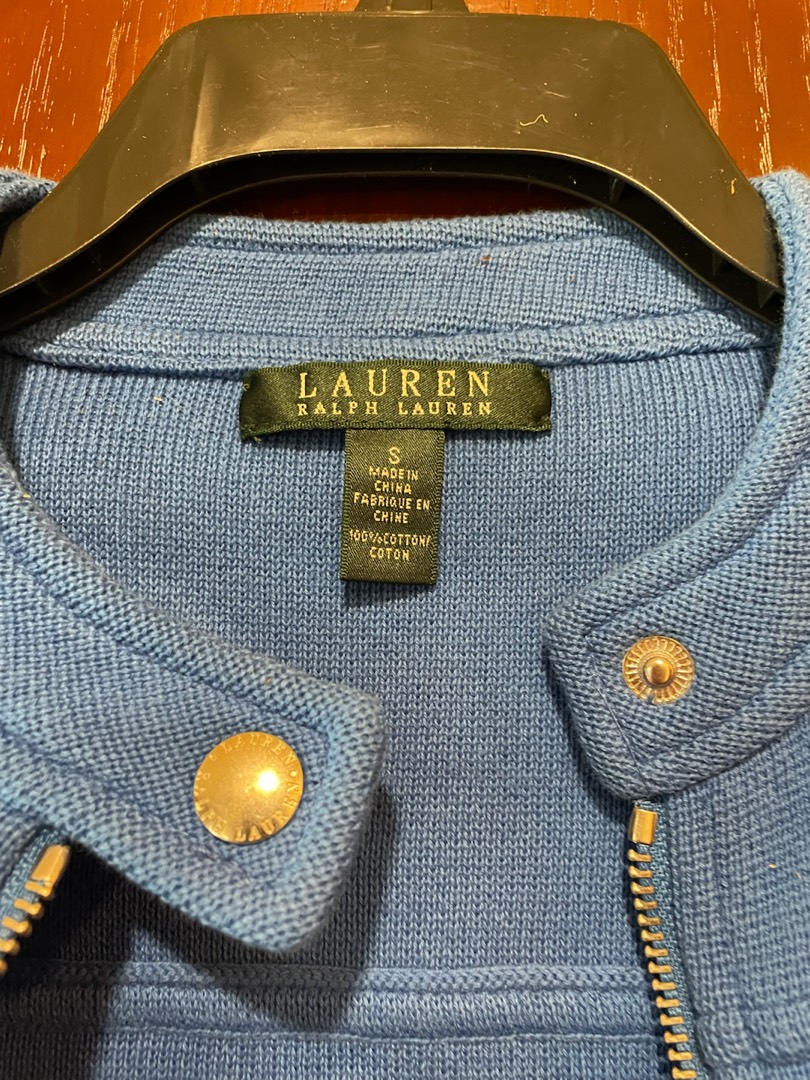 LAUREN
RALPH LAUREN
S
MADE IN
CHINA
FABRIQUE EN
CHINE
100%COTTON/
COTON
LAUREN • RALPH LAUREN